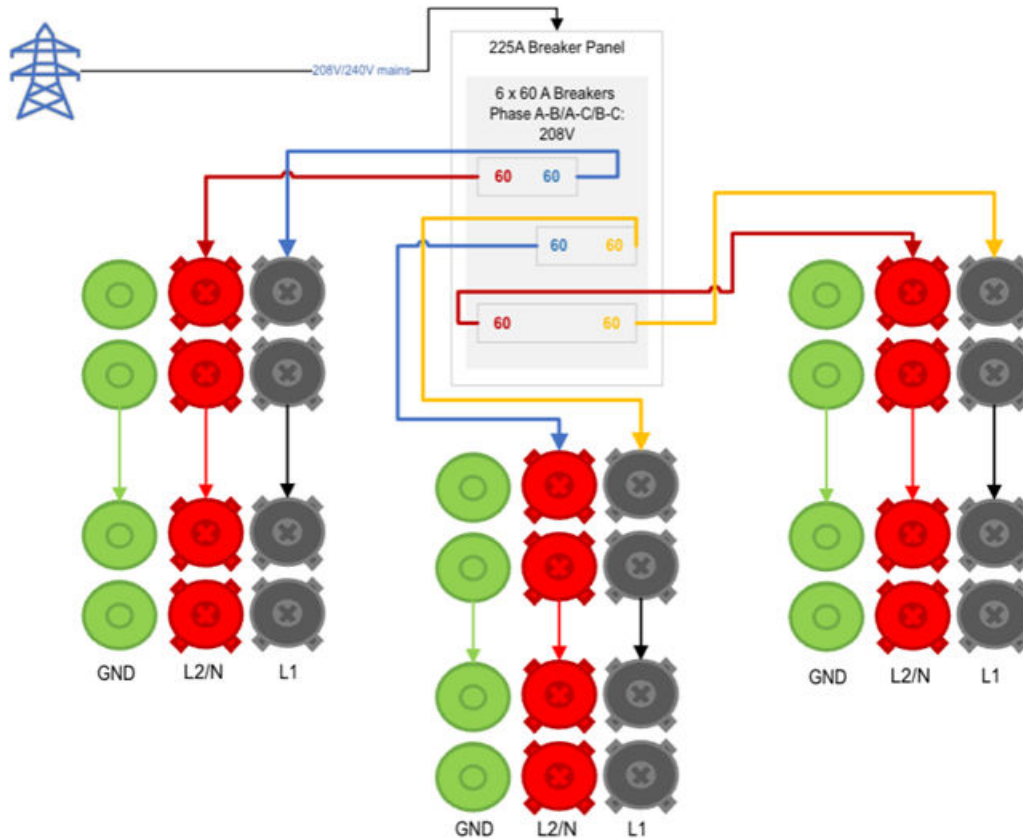 225A Breaker Panel
208V/240V mains
6 x 60 A Breakers
Phase A-B/A-C/B-C:
208V
60 60
60 60
60 60
GND L2/N L1
GND L2/N L1
GND L2/N L1